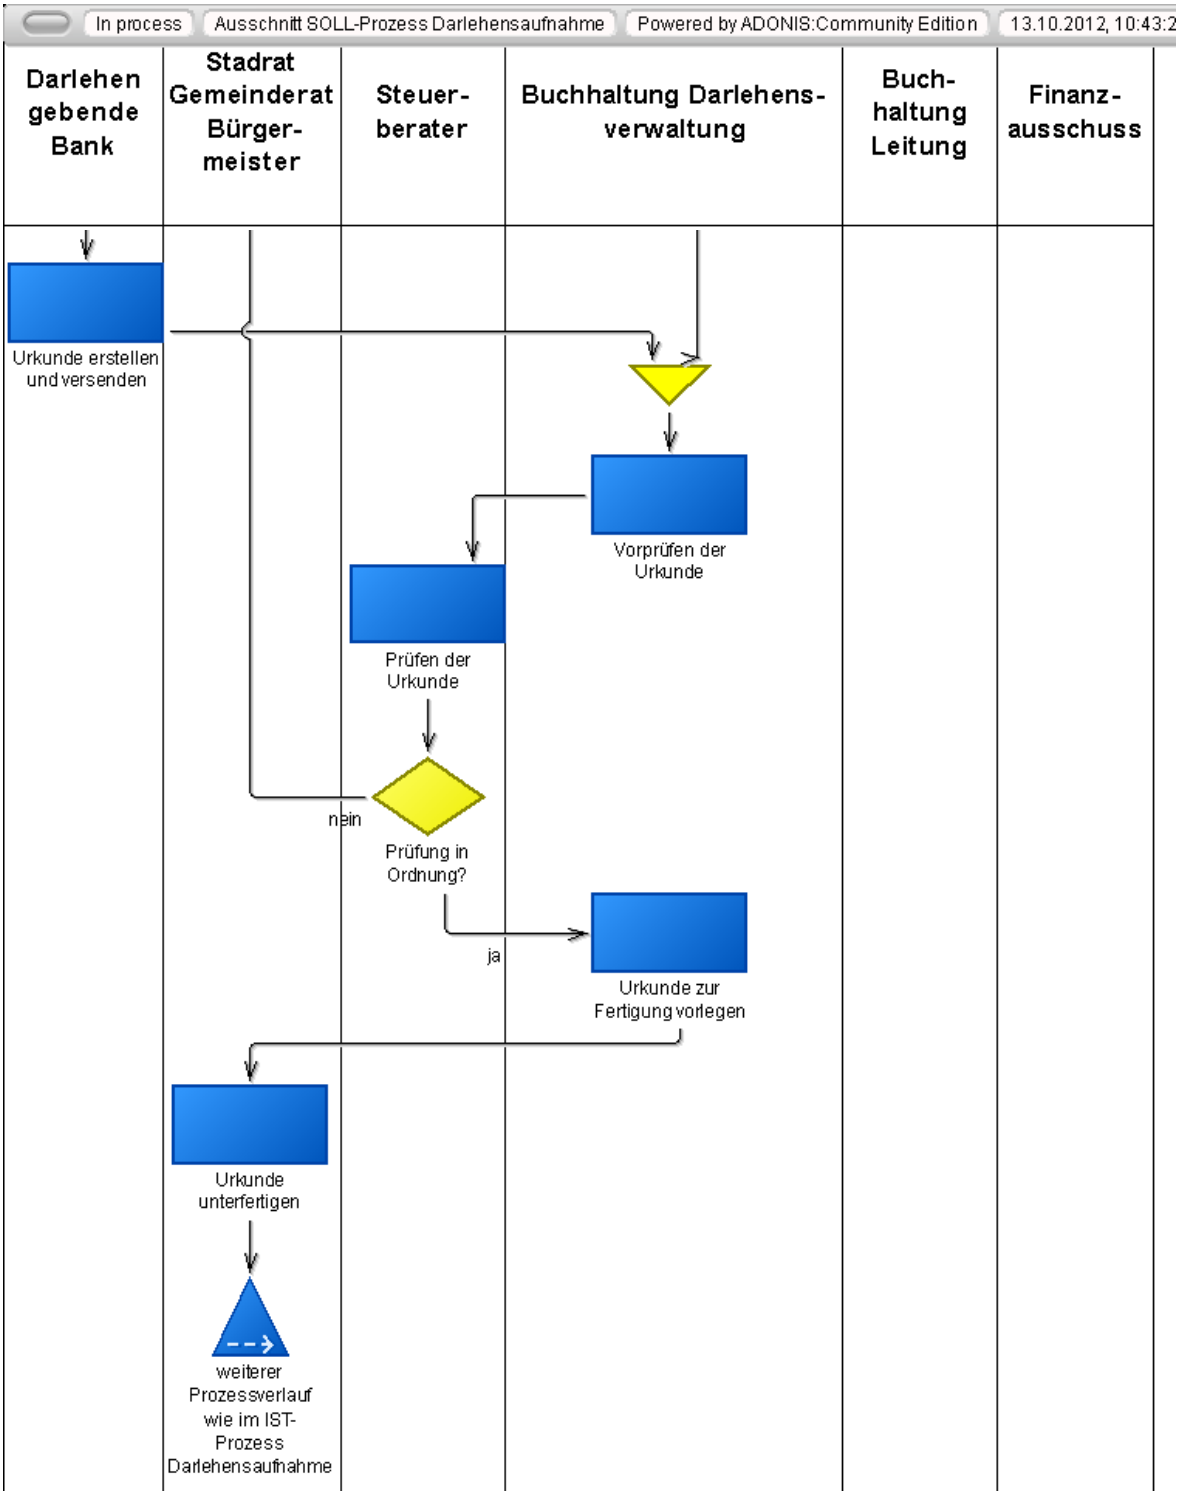 In process
Ausschnitt SOLL-Prozess Darlehensaufnahme
Powered by ADONIS:Community Edition
13.10.2012, 10:43:2
Darlehen
gebende
Bank
Stadrat
Gemeinderat
Bürger-
meister
Steuer-
berater
Buchhaltung Darlehens-
verwaltung
Buch-
haltung
Leitung
Finanz-
ausschuss
Urkunde erstellen
und versenden
Vorprüfen der
Urkunde
Prüfen der
Urkunde
nein
Prüfung in
Ordnung?
ja
Urkunde zur
Fertigung vorlegen
Urkunde
unterfertigen
weiterer
Prozessverlauf
wie im IST-
Prozess
Darlehensaufnahme